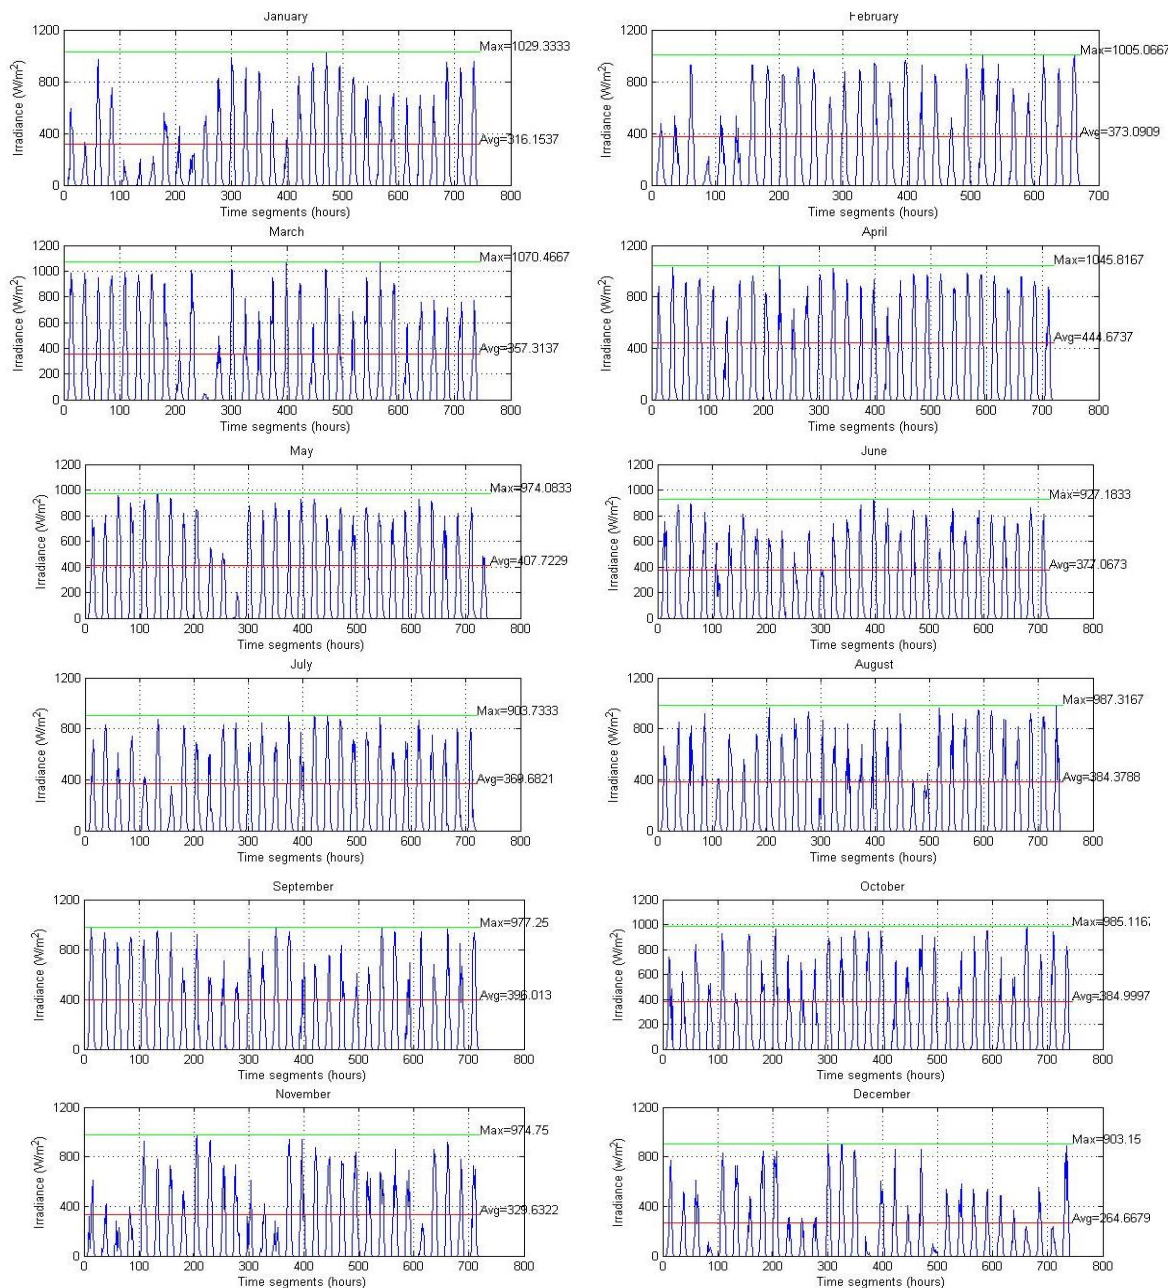 January
Irradiance (W/m²)
1200
800
400
0
Max=1029.3333
Avg=316.1537
0 100 200 300 400 500 600 700 800
Time segments (hours)
February
Irradiance (W/m²)
1200
800
400
0
Max=1005.0667
Avg=373.0909
0 100 200 300 400 500 600 700
Time segments (hours)
March
Irradiance (W/m²)
1200
1000
800
600
400
200
0
Max=1070.4667
Avg=357.3137
0 100 200 300 400 500 600 700 800
Time segments (hours)
April
Irradiance (W/m²)
1200
800
400
0
Max=1045.8167
Avg=444.6737
0 100 200 300 400 500 600 700 800
Time segments (hours)
May
Irradiance (W/m²)
1200
1000
800
600
400
200
0
Max=974.0833
Avg=407.7229
0 100 200 300 400 500 600 700 800
Time segments (hours)
June
Irradiance (W/m²)
1200
1000
800
600
400
200
0
Max=927.1833
Avg=377.0673
0 100 200 300 400 500 600 700 800
Time segments (hours)
July
Irradiance (W/m²)
1200
800
400
0
Max=903.7333
Avg=369.6821
0 100 200 300 400 500 600 700 800
Time segments (hours)
August
Irradiance (W/m²)
1200
800
400
0
Max=987.3167
Avg=384.3788
0 100 200 300 400 500 600 700 800
Time segments (hours)
September
Irradiance (W/m²)
1200
800
400
0
Max=977.25
Avg=396.013
0 100 200 300 400 500 600 700 800
Time segments (hours)
October
Irradiance (W/m²)
1200
1000
800
600
400
200
0
Max=985.1167
Avg=384.9997
0 100 200 300 400 500 600 700 800
Time segments (hours)
November
Irradiance (W/m²)
1200
800
400
0
Max=974.75
Avg=329.6322
0 100 200 300 400 500 600 700 800
Time segments (hours)
December
Irradiance (w/m²)
1200
800
400
0
Max=903.15
Avg=264.6679
0 100 200 300 400 500 600 700 800
Time segments (hours)